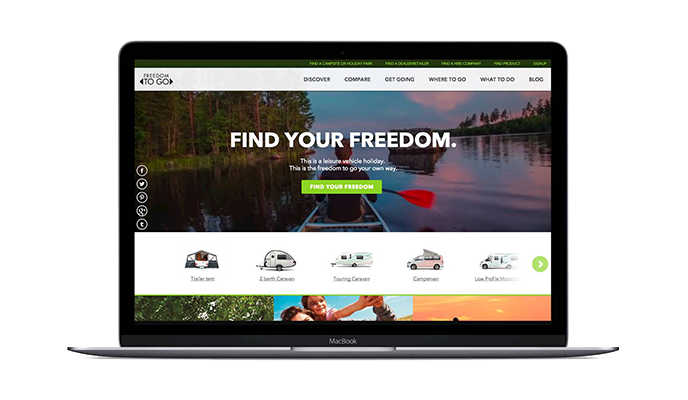 FIND A CAMPSITE OR HOLIDAY PARK FIND A DEALER/RETAILER FIND A HIRE COMPANY FIND PRODUCT SIGNUP
FREEDOM
TO GO
DISCOVER COMPARE GET GOING WHERE TO GO WHAT TO DO BLOG
FIND YOUR FREEDOM.
This is a leisure vehicle holiday.
This is the freedom to go your own way.
FIND YOUR FREEDOM
Trailer tent 2 berth Caravan Touring Caravan Campervan Low Profile
MacBook